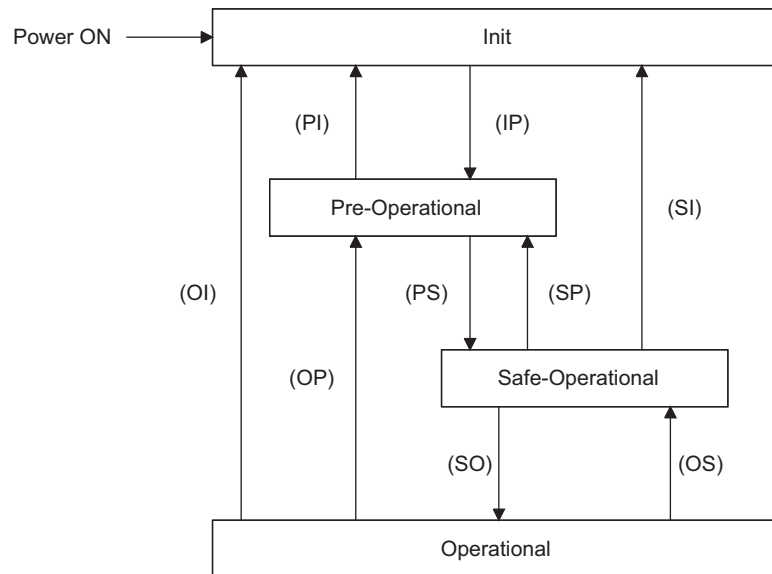 Power ON
Init
(PI)
(IP)
Pre-Operational
(SI)
(OI)
(PS)
(SP)
(OP)
Safe-Operational
(SO)
(OS)
Operational